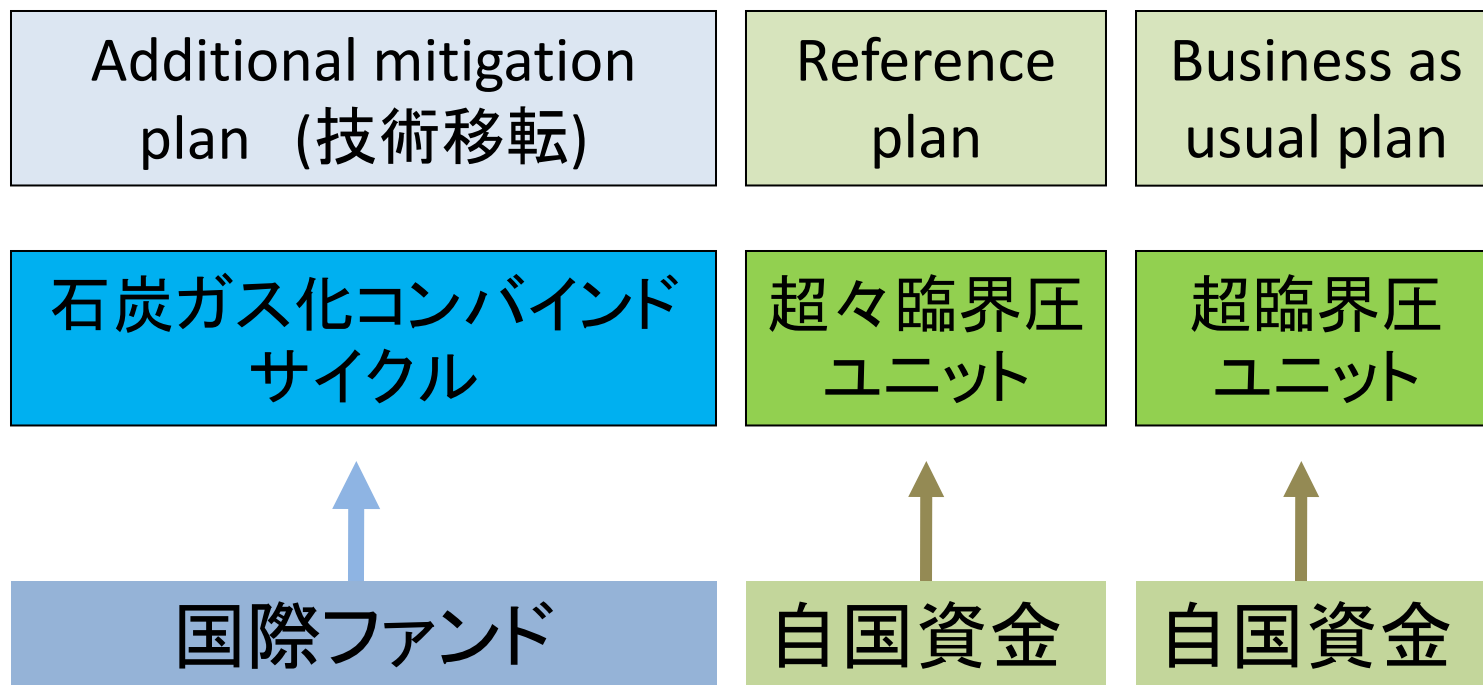 Additional mitigation
plan (技術移転)
Reference
plan
Business as
usual plan
石炭ガス化コンバインド
サイクル
超々臨界圧
ユニット
超臨界圧
ユニット
国際ファンド
自国資金
自国資金